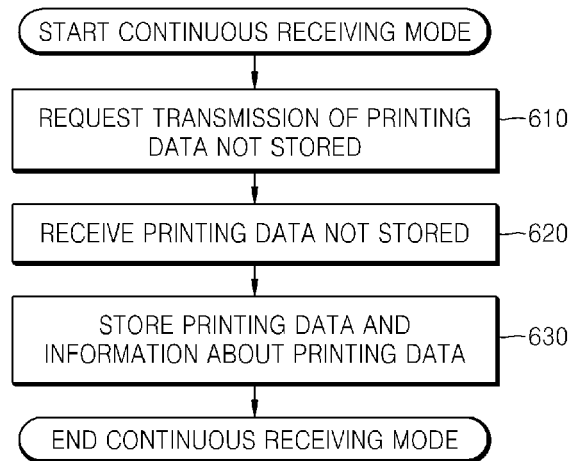 START CONTINUOUS RECEIVING MODE
REQUEST TRANSMISSION OF PRINTING
DATA NOT STORED
610
RECEIVE PRINTING DATA NOT STORED
620
STORE PRINTING DATA AND
INFORMATION ABOUT PRINTING DATA
630
END CONTINUOUS RECEIVING MODE